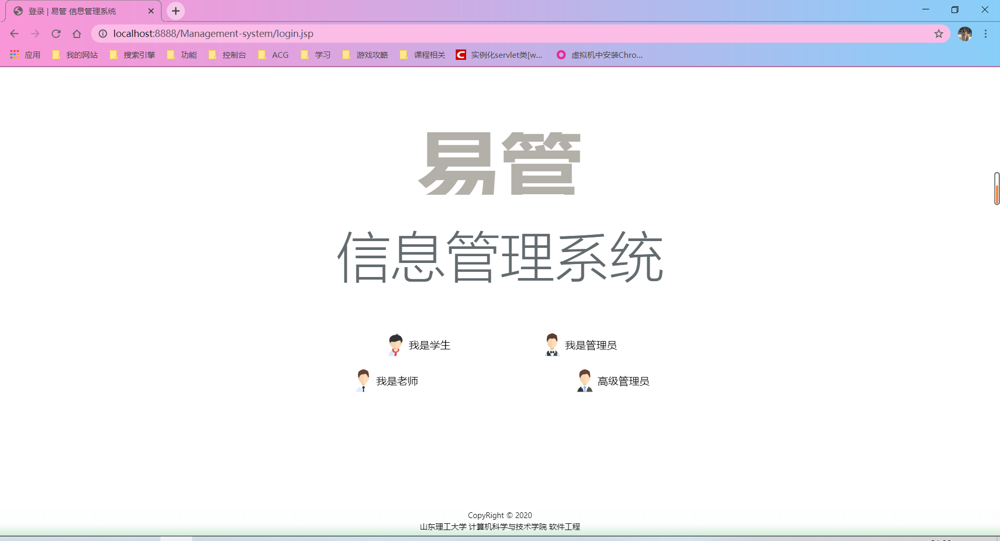 登录 | 易管 信息管理系统
localhost:8888/Management-system/login.jsp
应用 我的网站 搜索引擎 功能 控制台 ACG 学习 游戏攻略 课程相关 实例化servlet类[w... 虚拟机中安装Chro...
易管
信息管理系统
我是学生 我是管理员
我是老师 高级管理员
CopyRight © 2020
山东理工大学 计算机科学与技术学院 软件工程